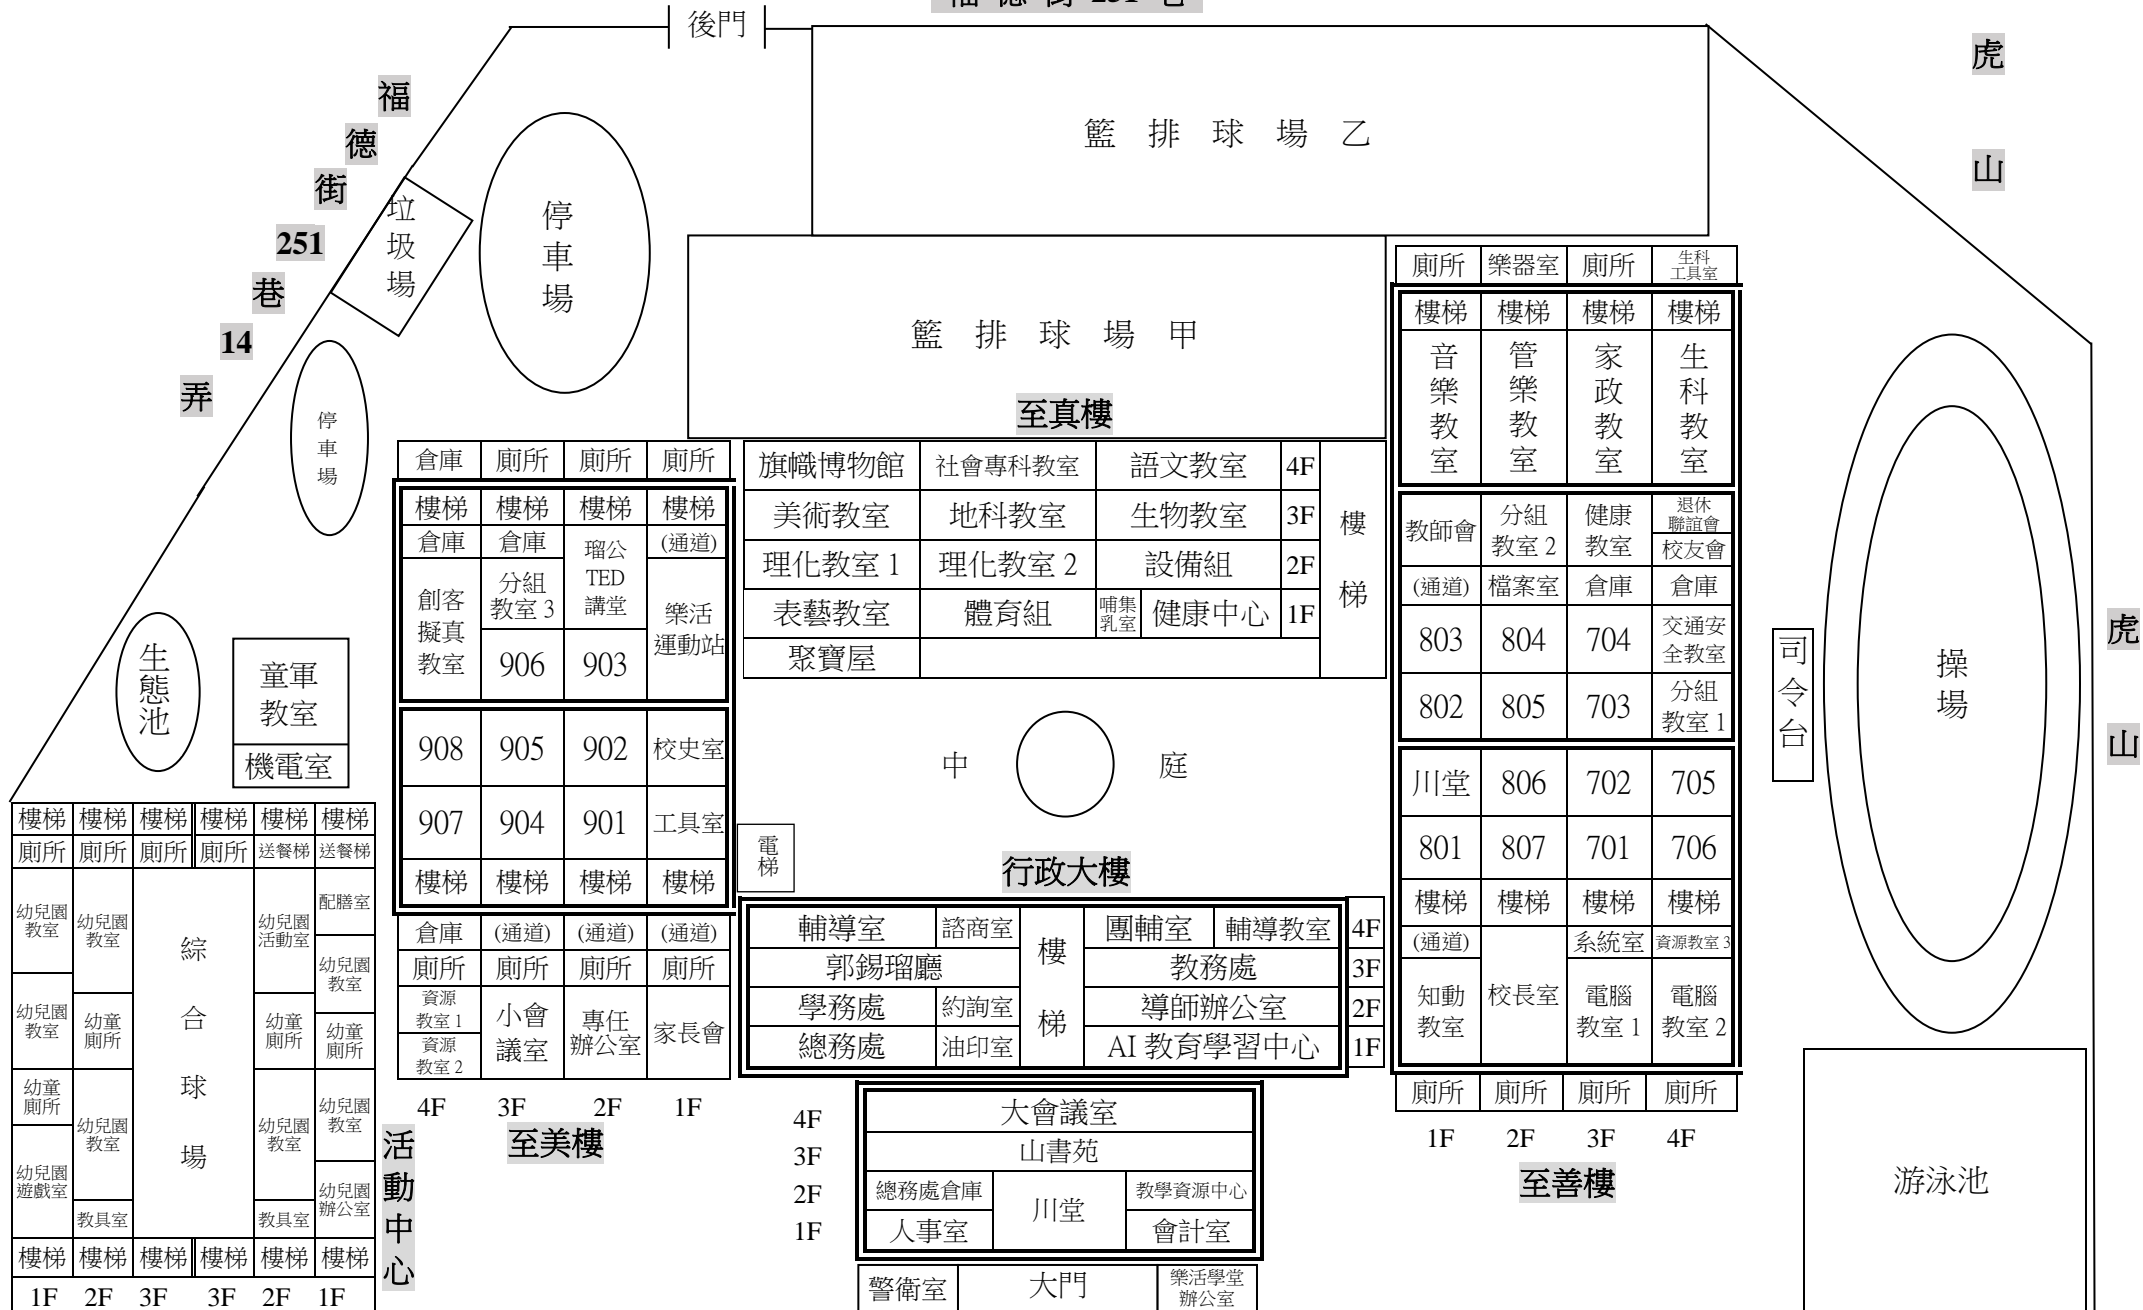 福 德 街 251 巷
後門
虎
山
福
德
街
251
巷
14
弄
垃
圾
場
停
車
場
停
車
場
籃 排 球 場 乙
籃 排 球 場 甲
至真樓
旗幟博物館 社會專科教室 語文教室 4F
美術教室 地科教室 生物教室 3F
理化教室 1 理化教室 2 設備組 2F
表藝教室 體育組 哺集乳室 健康中心 1F
聚寶屋
樓
梯
倉庫 廁所 廁所 廁所
樓梯 樓梯 樓梯 樓梯
倉庫 倉庫 瑠公 TED 講堂 (通道)
創客擬真教室 分組教室 3 樂活運動站
906 903
908 905 902 校史室
907 904 901 工具室
樓梯 樓梯 樓梯 樓梯
倉庫 (通道) (通道) (通道)
廁所 廁所 廁所 廁所
資源教室 1 小會議室 專任辦公室 家長會
資源教室 2
4F 3F 2F 1F
至美樓
廁所 樂器室 廁所 生科工具室
樓梯 樓梯 樓梯 樓梯
音樂教室 管樂教室 家政教室 生科教室
教師會 分組教室 2 健康教室 退休聯誼會
校友會
(通道) 檔案室 倉庫 倉庫
803 804 704 交通安全教室
802 805 703 分組教室 1
川堂 806 702 705
801 807 701 706
樓梯 樓梯 樓梯 樓梯
(通道) 校長室 系統室 資源教室 3
知動教室 電腦教室 1 電腦教室 2
廁所 廁所 廁所 廁所
1F 2F 3F 4F
至善樓
司
令
台
操
場
虎
山
游泳池
生
態
池
童軍
教室
機電室
中 庭
電
梯
行政大樓
輔導室 諮商室 團輔室 輔導教室 4F
郭錫瑠廳 教務處 3F
學務處 約詢室 導師辦公室 2F
總務處 油印室 AI 教育學習中心 1F
樓
梯
4F 大會議室
3F 山書苑
2F 總務處倉庫 川堂 教學資源中心
1F 人事室 會計室
警衛室 大門 樂活學堂辦公室
樓梯 樓梯 樓梯 樓梯 樓梯 樓梯
廁所 廁所 廁所 廁所 送餐梯 送餐梯
幼兒園教室 幼兒園教室 綜合球場 幼兒園活動室 配膳室
幼兒園教室
幼兒園教室 幼童廁所 幼童廁所 幼童廁所
幼童廁所 幼兒園教室 幼兒園教室 幼兒園教室
幼兒園遊戲室 教具室 教具室 幼兒園辦公室
樓梯 樓梯 樓梯 樓梯 樓梯 樓梯
1F 2F 3F 3F 2F 1F
活
動
中
心